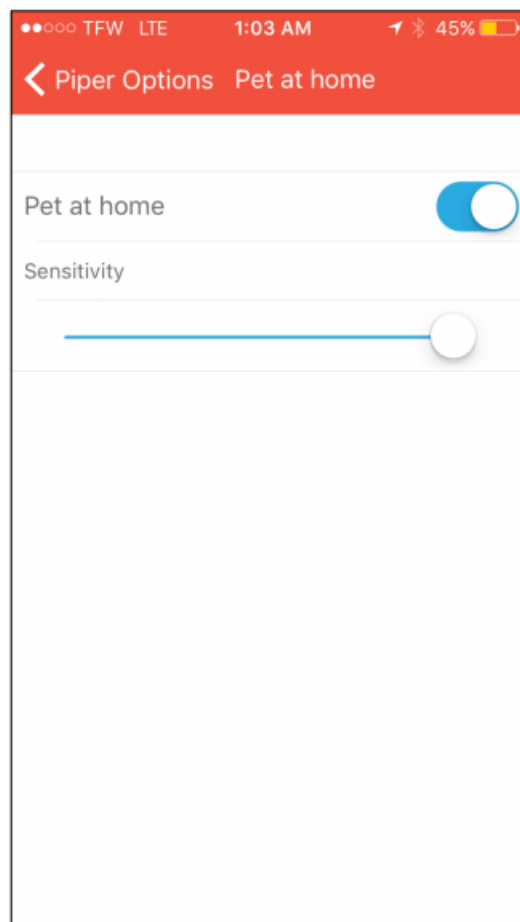 TFW LTE 1:03 AM 45%
Piper Options Pet at home
Pet at home
Sensitivity